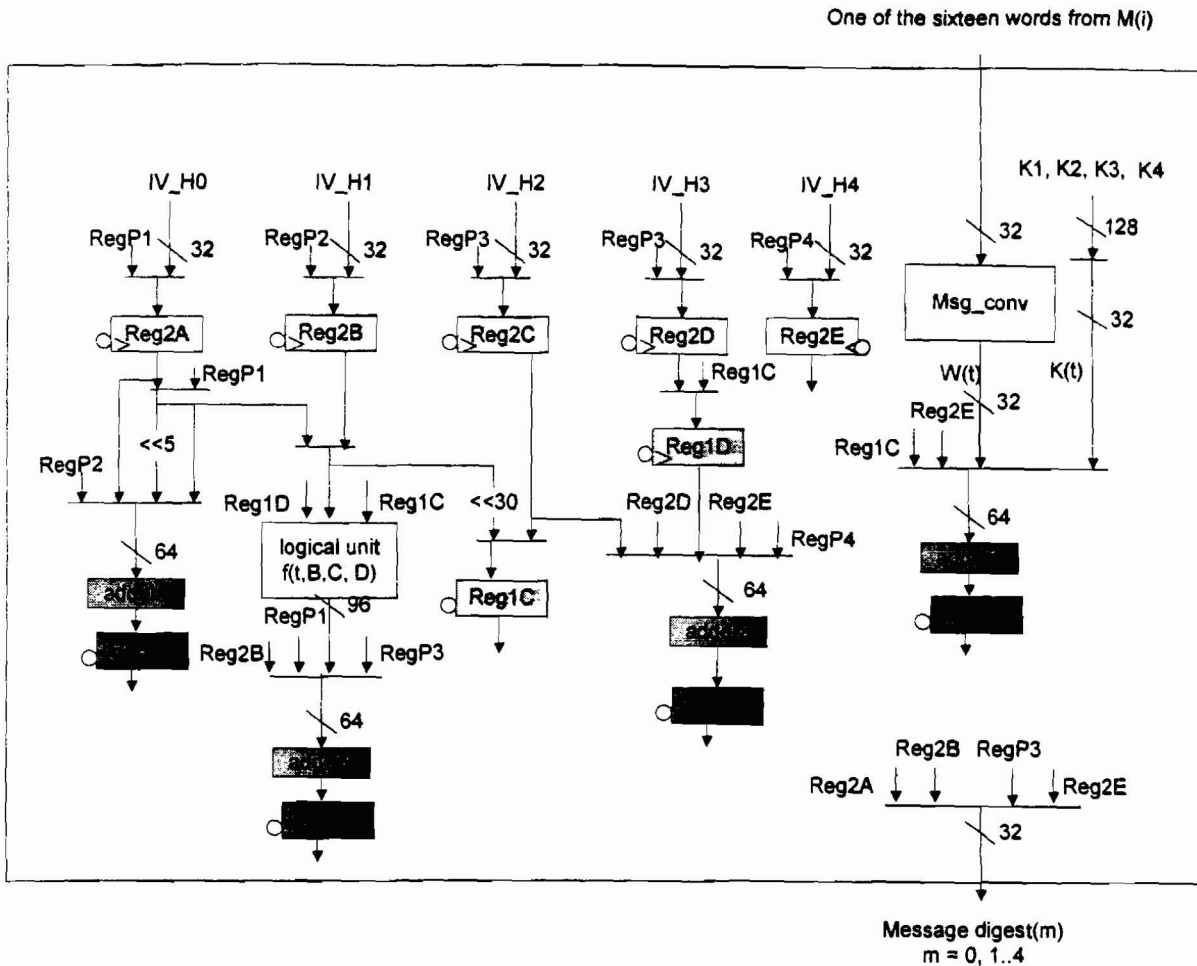 One of the sixteen words from M(i)
IV_H0
IV_H1
IV_H2
IV_H3
IV_H4
K1, K2, K3, K4
RegP1
32
RegP2
32
RegP3
32
RegP3
32
RegP4
32
32
128
Reg2A
Reg2B
Reg2C
Reg2D
Reg2E
Msg_conv
32
RegP1
Reg1C
W(t)
K(t)
32
Reg2E
Reg1C
<<5
Reg1D
RegP2
Reg1D
Reg1C
<<30
Reg2D
Reg2E
RegP4
64
logical unit
f(t,B,C, D)
64
96
Reg1C
64
RegP1
Reg2B
RegP3
64
Reg2B
RegP3
Reg2A
Reg2E
32
Message digest(m)
m = 0, 1..4